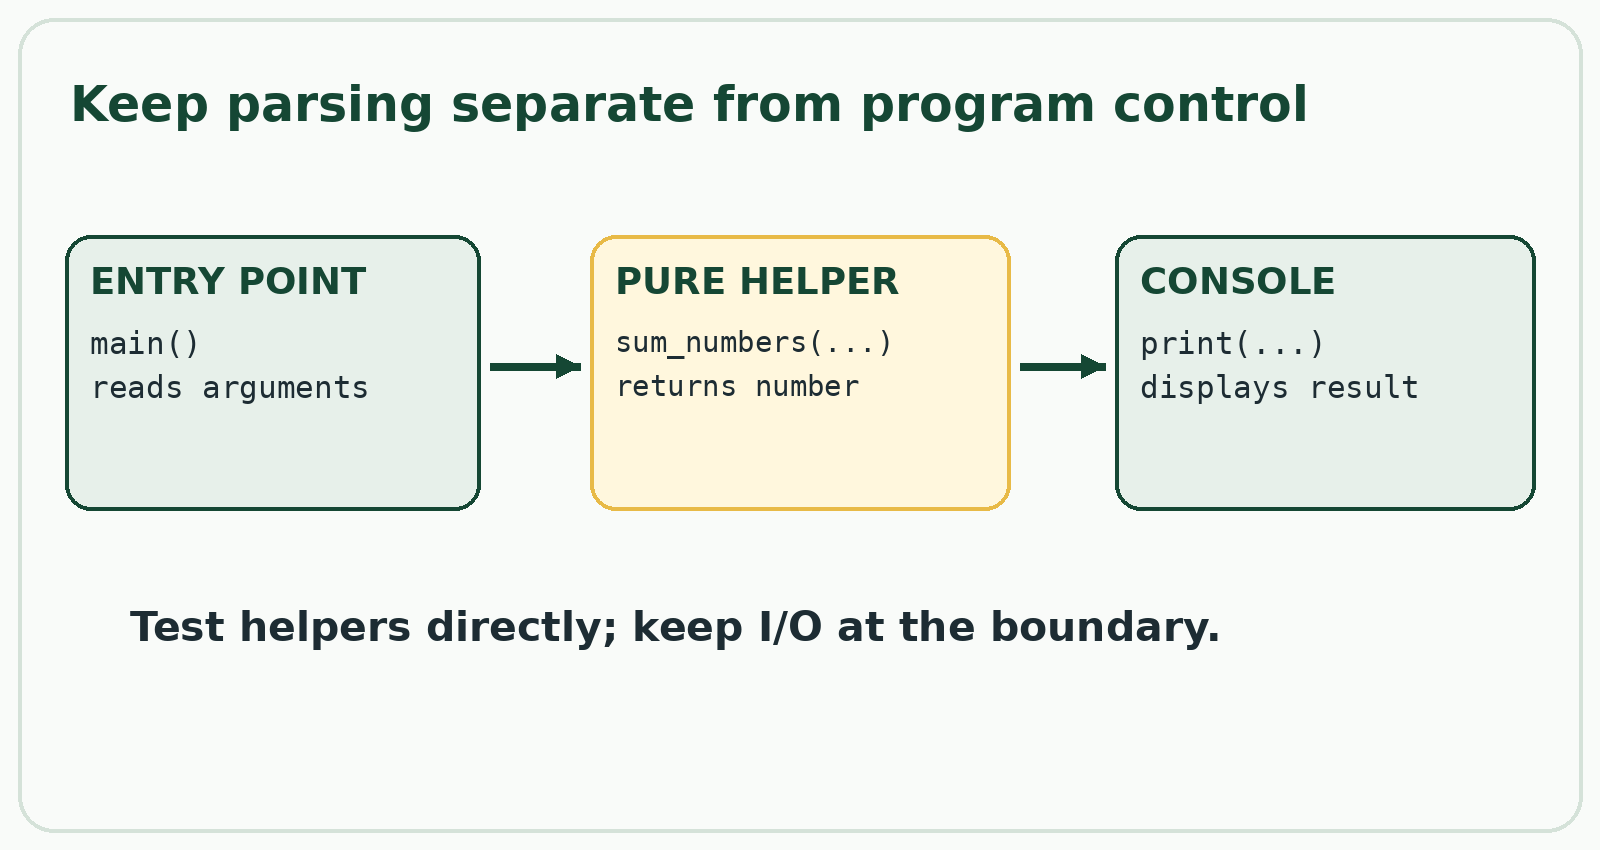 Keep parsing separate from program control
ENTRY POINT
main()
reads arguments
PURE HELPER
sum_numbers(...)
returns number
CONSOLE
print(...)
displays result
Test helpers directly; keep I/O at the boundary.